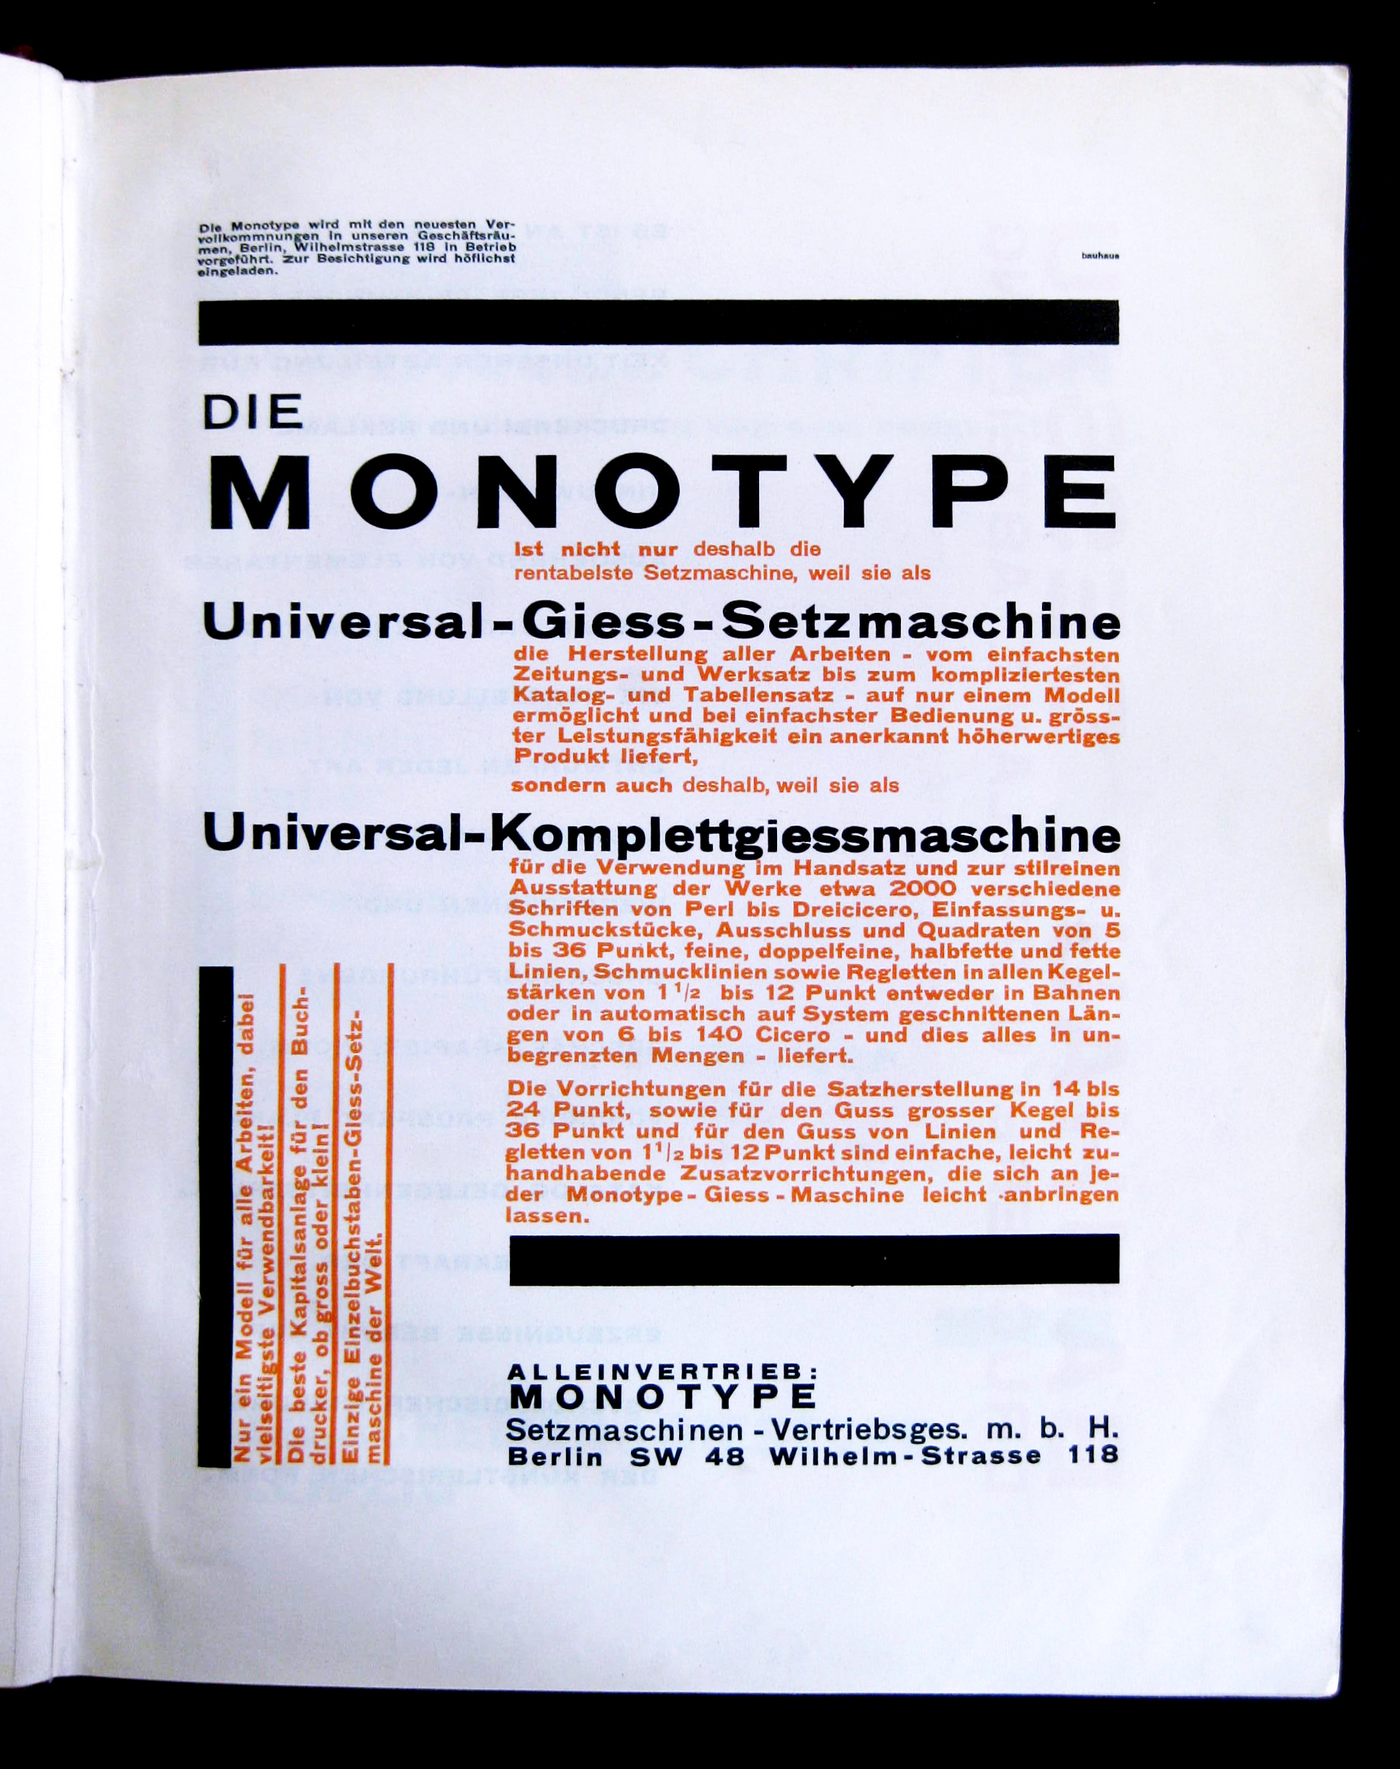 Die Monotype wird mit den neuesten Ver-
vollkommnungen in unseren Geschäftsräu-
men, Berlin, Wilhelmstrasse 118 in Betrieb
vorgeführt. Zur Besichtigung wird höflichst
eingeladen.
bauhaus
DIE
MONOTYPE
ist nicht nur deshalb die
rentabelste Setzmaschine, weil sie als
Universal-Giess-Setzmaschine
die Herstellung aller Arbeiten - vom einfachsten
Zeitungs- und Werksatz bis zum kompliziertesten
Katalog- und Tabellensatz - auf nur einem Modell
ermöglicht und bei einfachster Bedienung u. gröss-
ter Leistungsfähigkeit ein anerkannt höherwertiges
Produkt liefert,
sondern auch deshalb, weil sie als
Universal-Komplettgiessmaschine
für die Verwendung im Handsatz und zur stilreinen
Ausstattung der Werke etwa 2000 verschiedene
Schriften von Perl bis Dreicicero, Einfassungs- u.
Schmuckstücke, Ausschluss und Quadraten von 5
bis 36 Punkt, feine, doppelfeine, halbfette und fette
Linien, Schmucklinien sowie Regletten in allen Kegel-
stärken von 1 1/2 bis 12 Punkt entweder in Bahnen
oder in automatisch auf System geschnittenen Län-
gen von 6 bis 140 Cicero - und dies alles in un-
begrenzten Mengen - liefert.
Die Vorrichtungen für die Satzherstellung in 14 bis
24 Punkt, sowie für den Guss grosser Kegel bis
36 Punkt und für den Guss von Linien und Re-
gletten von 1 1/2 bis 12 Punkt sind einfache, leicht zu-
handhabende Zusatzvorrichtungen, die sich an je-
der Monotype-Giess-Maschine leicht anbringen
lassen.
Nur ein Modell für alle Arbeiten, dabei
vielseitigste Verwendbarkeit!
Die beste Kapitalsanlage für den Buch-
drucker, ob gross oder klein!
Einzige Einzelbuchstaben-Giess-Setz-
maschine der Welt.
ALLEINVERTRIEB:
MONOTYPE
Setzmaschinen-Vertriebsges. m. b. H.
Berlin SW 48 Wilhelm-Strasse 118